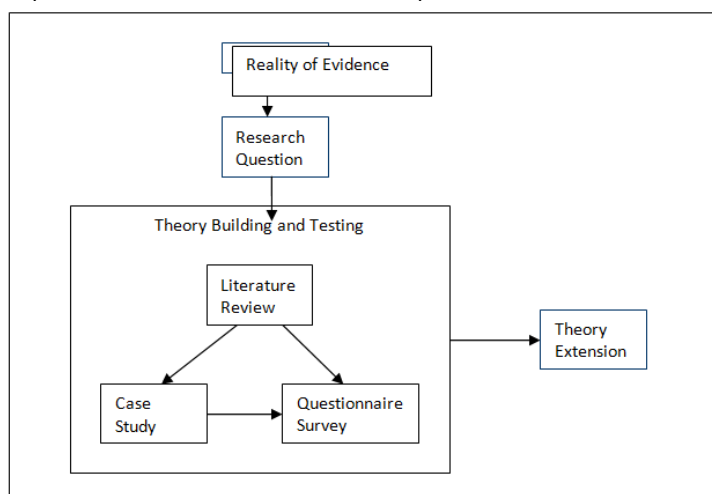 Reality of Evidence
Research
Question
Theory Building and Testing
Literature
Review
Theory
Extension
Case
Study
Questionnaire
Survey